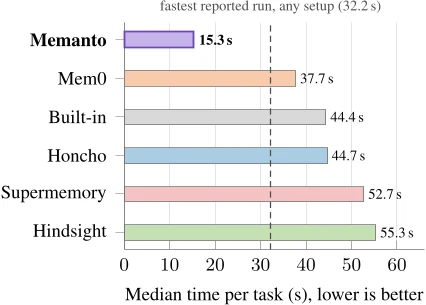 fastest reported run, any setup (32.2 s)
Memanto 15.3 s
Mem0 37.7 s
Built-in 44.4 s
Honcho 44.7 s
Supermemory 52.7 s
Hindsight 55.3 s
0 10 20 30 40 50 60
Median time per task (s), lower is better